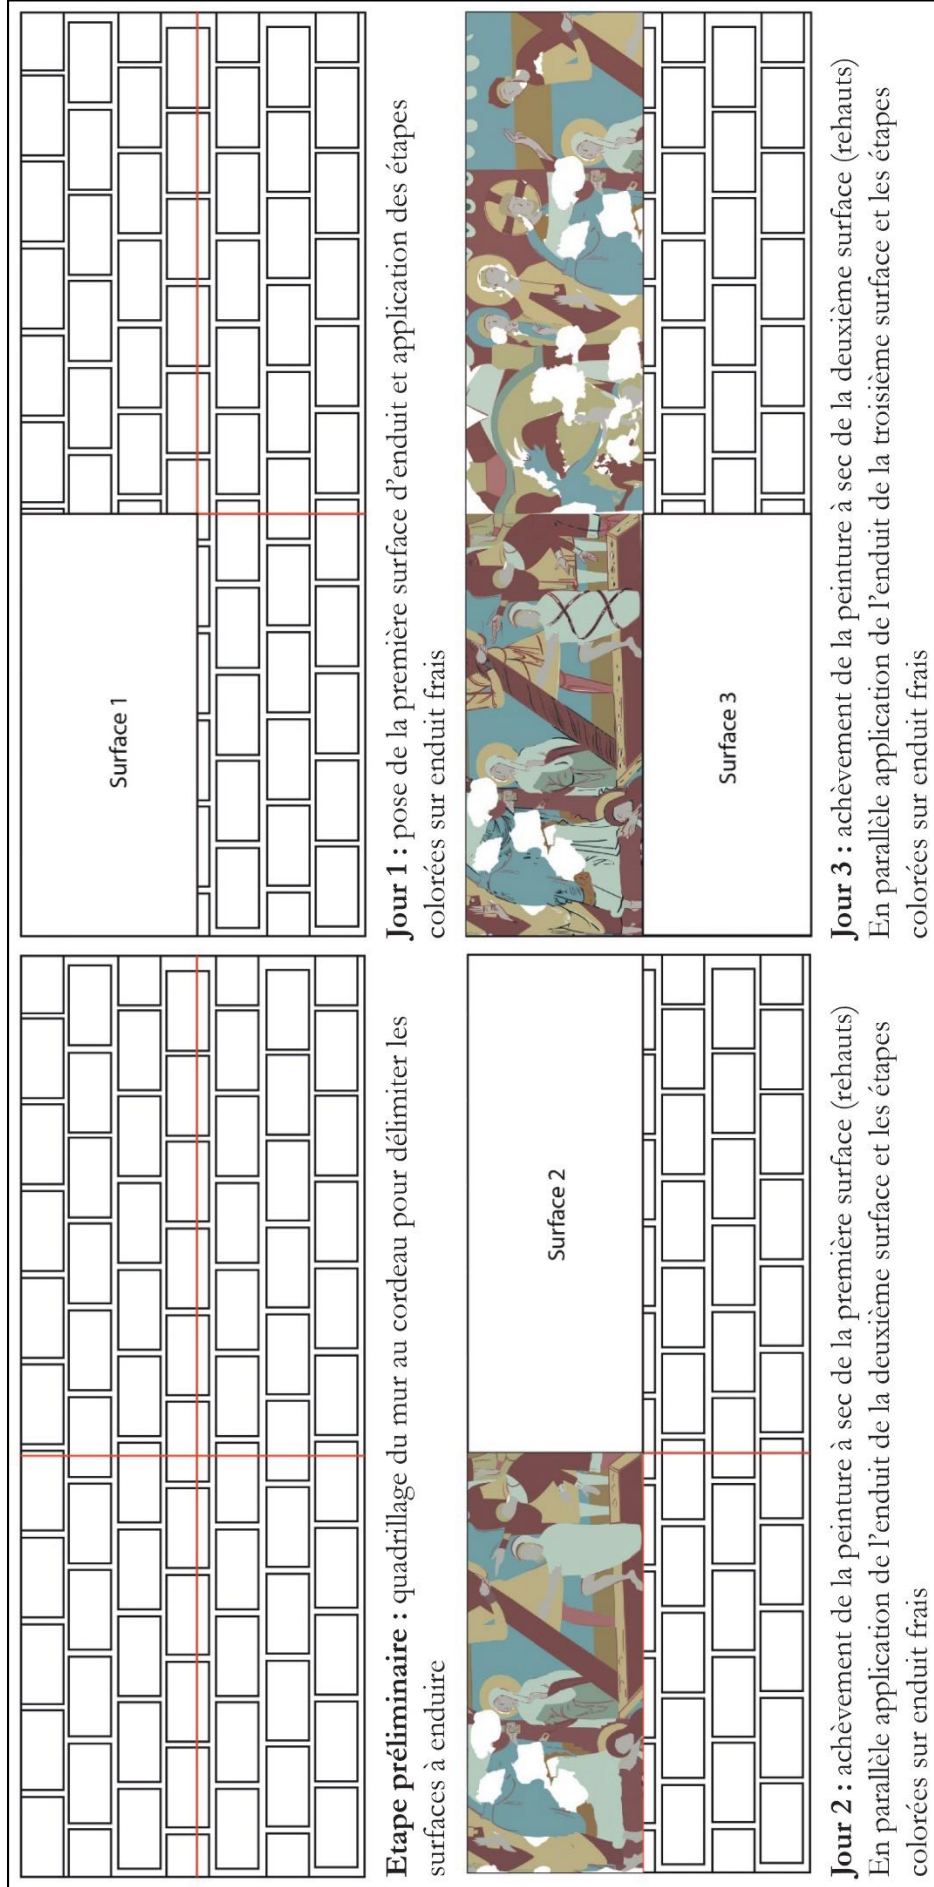 Etape préliminaire : quadrillage du mur au cordeau pour délimiter les
surfaces à enduire
Surface 1
Jour 1 : pose de la première surface d'enduit et application des étapes
colorées sur enduit frais
Surface 2
Jour 2 : achèvement de la peinture à sec de la première surface (rehauts)
En parallèle application de l'enduit de la deuxième surface et les étapes
colorées sur enduit frais
Surface 3
Jour 3 : achèvement de la peinture à sec de la deuxième surface (rehauts)
En parallèle application de l'enduit de la troisième surface et les étapes
colorées sur enduit frais